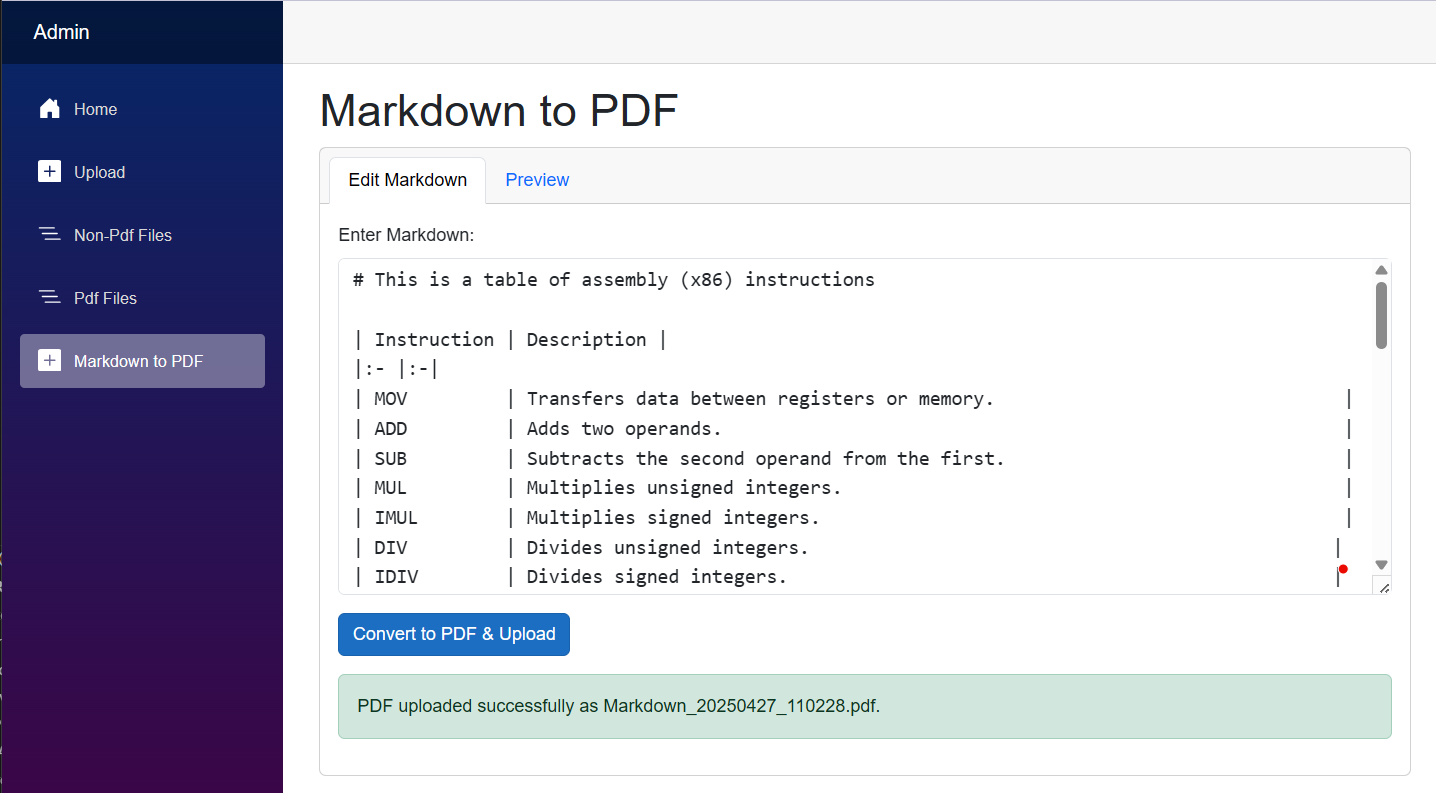 Admin
Home
Upload
Non-Pdf Files
Pdf Files
Markdown to PDF
Markdown to PDF
Edit Markdown
Preview
Enter Markdown:
# This is a table of assembly (x86) instructions
| Instruction | Description |
|:- |:-|
| MOV         | Transfers data between registers or memory.                                |
| ADD         | Adds two operands.                                                         |
| SUB         | Subtracts the second operand from the first.                               |
| MUL         | Multiplies unsigned integers.                                              |
| IMUL        | Multiplies signed integers.                                                |
| DIV         | Divides unsigned integers.                                                |
| IDIV        | Divides signed integers.                                                  |
Convert to PDF & Upload
PDF uploaded successfully as Markdown_20250427_110228.pdf.